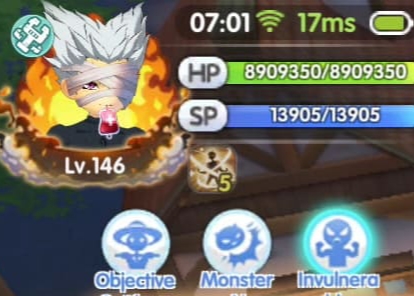 07:01 17ms
HP 8909350/8909350
SP 13905/13905
Lv.146
5
Objective Monster Invulnera